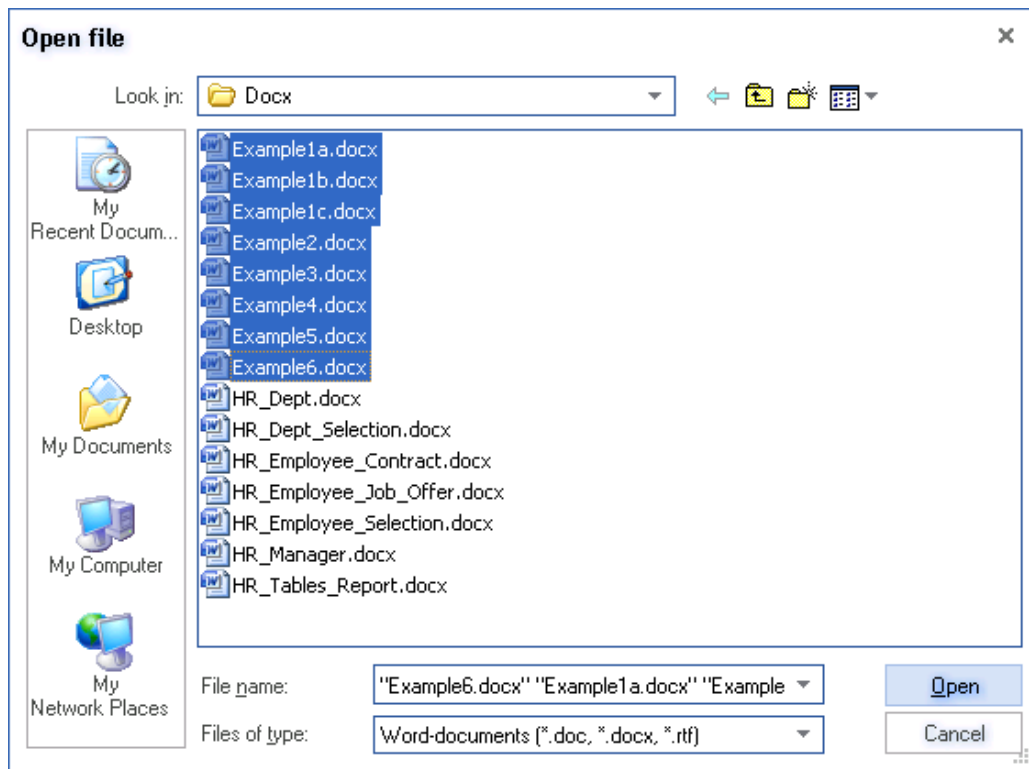 Open file
Look in:
Docx
My
Recent Docum...
Desktop
My Documents
My Computer
My
Network Places
Example1a.docx
Example1b.docx
Example1c.docx
Example2.docx
Example3.docx
Example4.docx
Example5.docx
Example6.docx
HR_Dept.docx
HR_Dept_Selection.docx
HR_Employee_Contract.docx
HR_Employee_Job_Offer.docx
HR_Employee_Selection.docx
HR_Manager.docx
HR_Tables_Report.docx
File name:
"Example6.docx" "Example1a.docx" "Example
Open
Files of type:
Word-documents (*.doc, *.docx, *.rtf)
Cancel